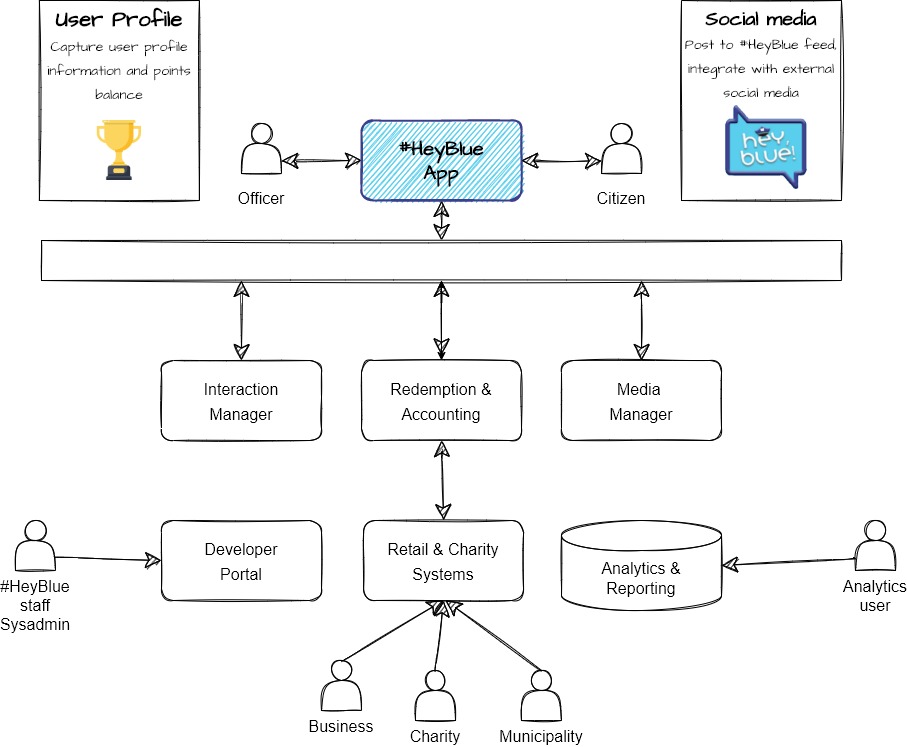 User Profile
Capture user profile
information and points
balance
Social media
Post to #HeyBlue feed,
integrate with external
social media
hey,
blue!
#HeyBlue
App
Officer
Citizen
Interaction
Manager
Redemption &
Accounting
Media
Manager
Developer
Portal
Retail & Charity
Systems
Analytics &
Reporting
#HeyBlue
staff
Sysadmin
Analytics
user
Business
Charity
Municipality